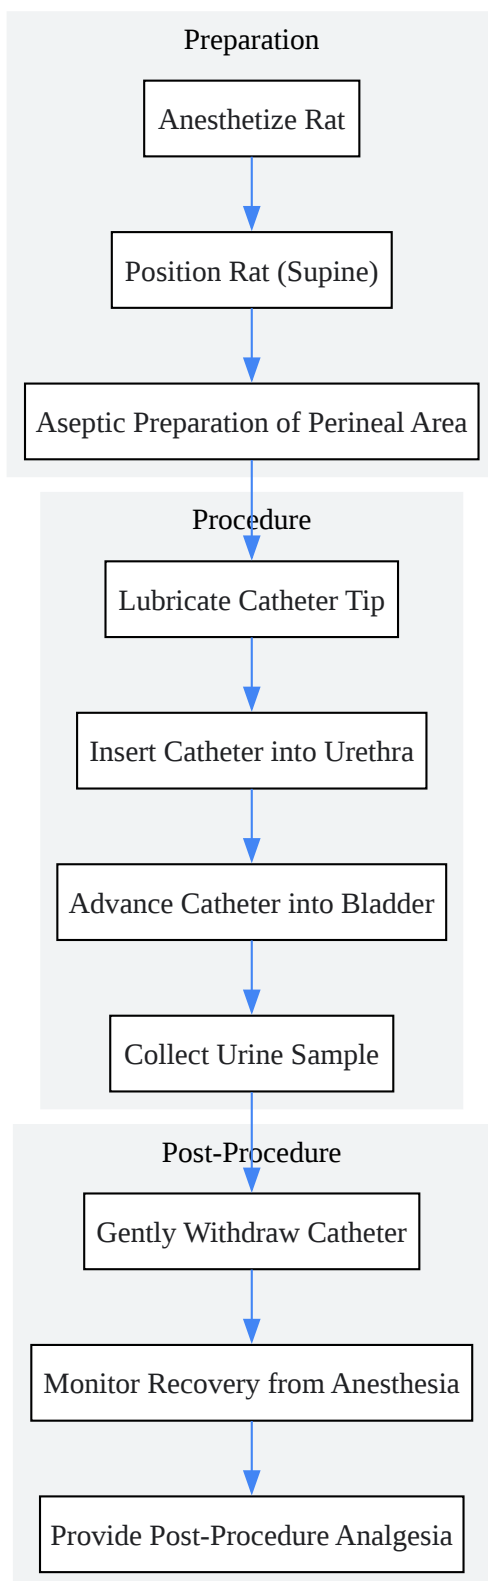 Preparation
Anesthetize Rat
Position Rat (Supine)
Aseptic Preparation of Perineal Area
Procedure
Lubricate Catheter Tip
Insert Catheter into Urethra
Advance Catheter into Bladder
Collect Urine Sample
Post-Procedure
Gently Withdraw Catheter
Monitor Recovery from Anesthesia
Provide Post-Procedure Analgesia